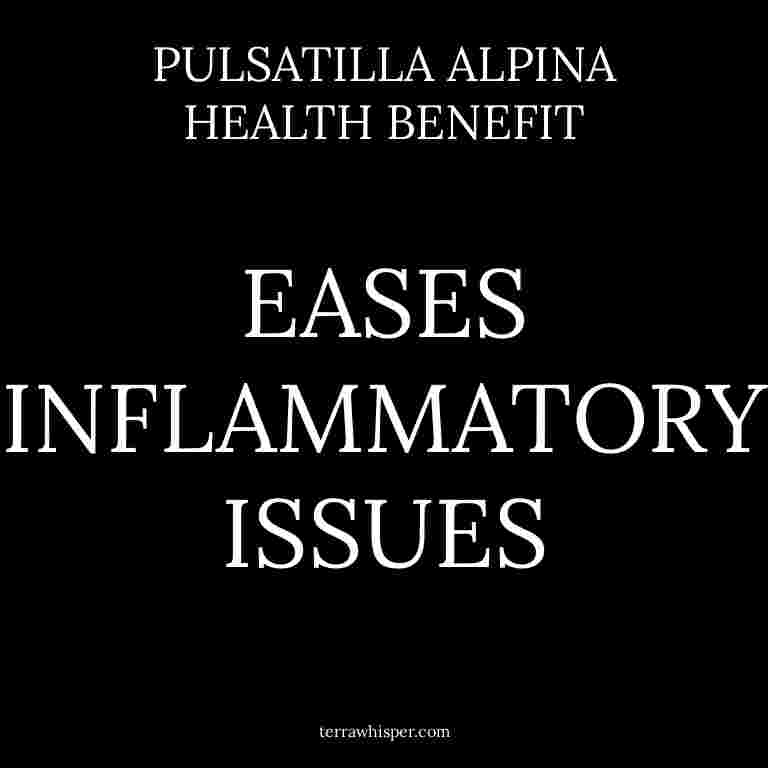 PULSATILLA ALPINA
HEALTH BENEFIT
EASES
INFLAMMATORY
ISSUES
terrawhisper.com